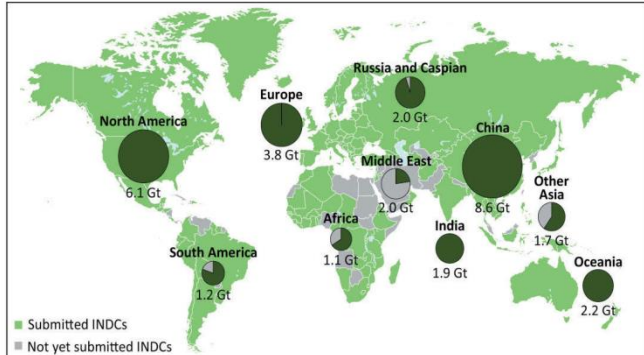 Russia and Caspian
2.0 Gt
Europe
3.8 Gt
North America
6.1 Gt
China
8.6 Gt
Middle East
2.0 Gt
Other
Asia
1.7 Gt
Africa
1.1 Gt
India
1.9 Gt
South America
1.2 Gt
Oceania
2.2 Gt
Submitted INDCs
Not yet submitted INDCs